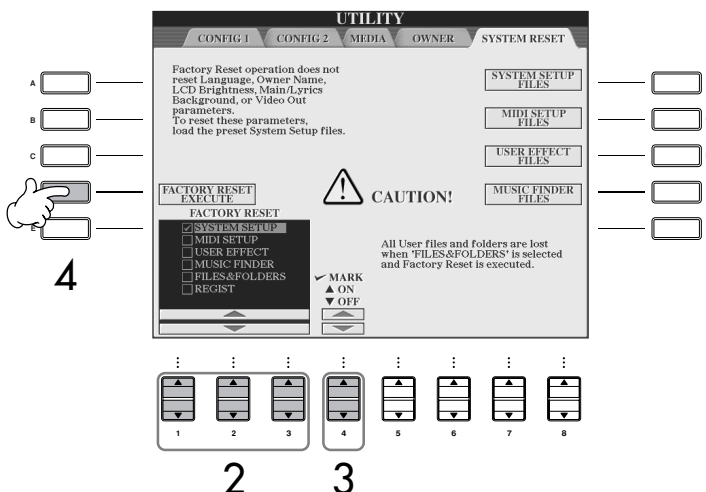 UTILITY
CONFIG 1 CONFIG 2 MEDIA OWNER SYSTEM RESET
Factory Reset operation does not
reset Language, Owner Name,
LCD Brightness, Main/Lyrics
Background, or Video Out
parameters.
To reset these parameters,
load the preset System Setup files.
SYSTEM SETUP
FILES
MIDI SETUP
FILES
USER EFFECT
FILES
MUSIC FINDER
FILES
A
B
C
E
4
FACTORY RESET
EXECUTE
CAUTION!
FACTORY RESET
SYSTEM SETUP
MIDI SETUP
USER EFFECT
MUSIC FINDER
FILES&FOLDERS
REGIST
MARK
▲ ON
▼ OFF
All User files and folders are lost
when "FILES&FOLDERS" is selected
and Factory Reset is executed.
1 2 3 4 5 6 7 8
2 3